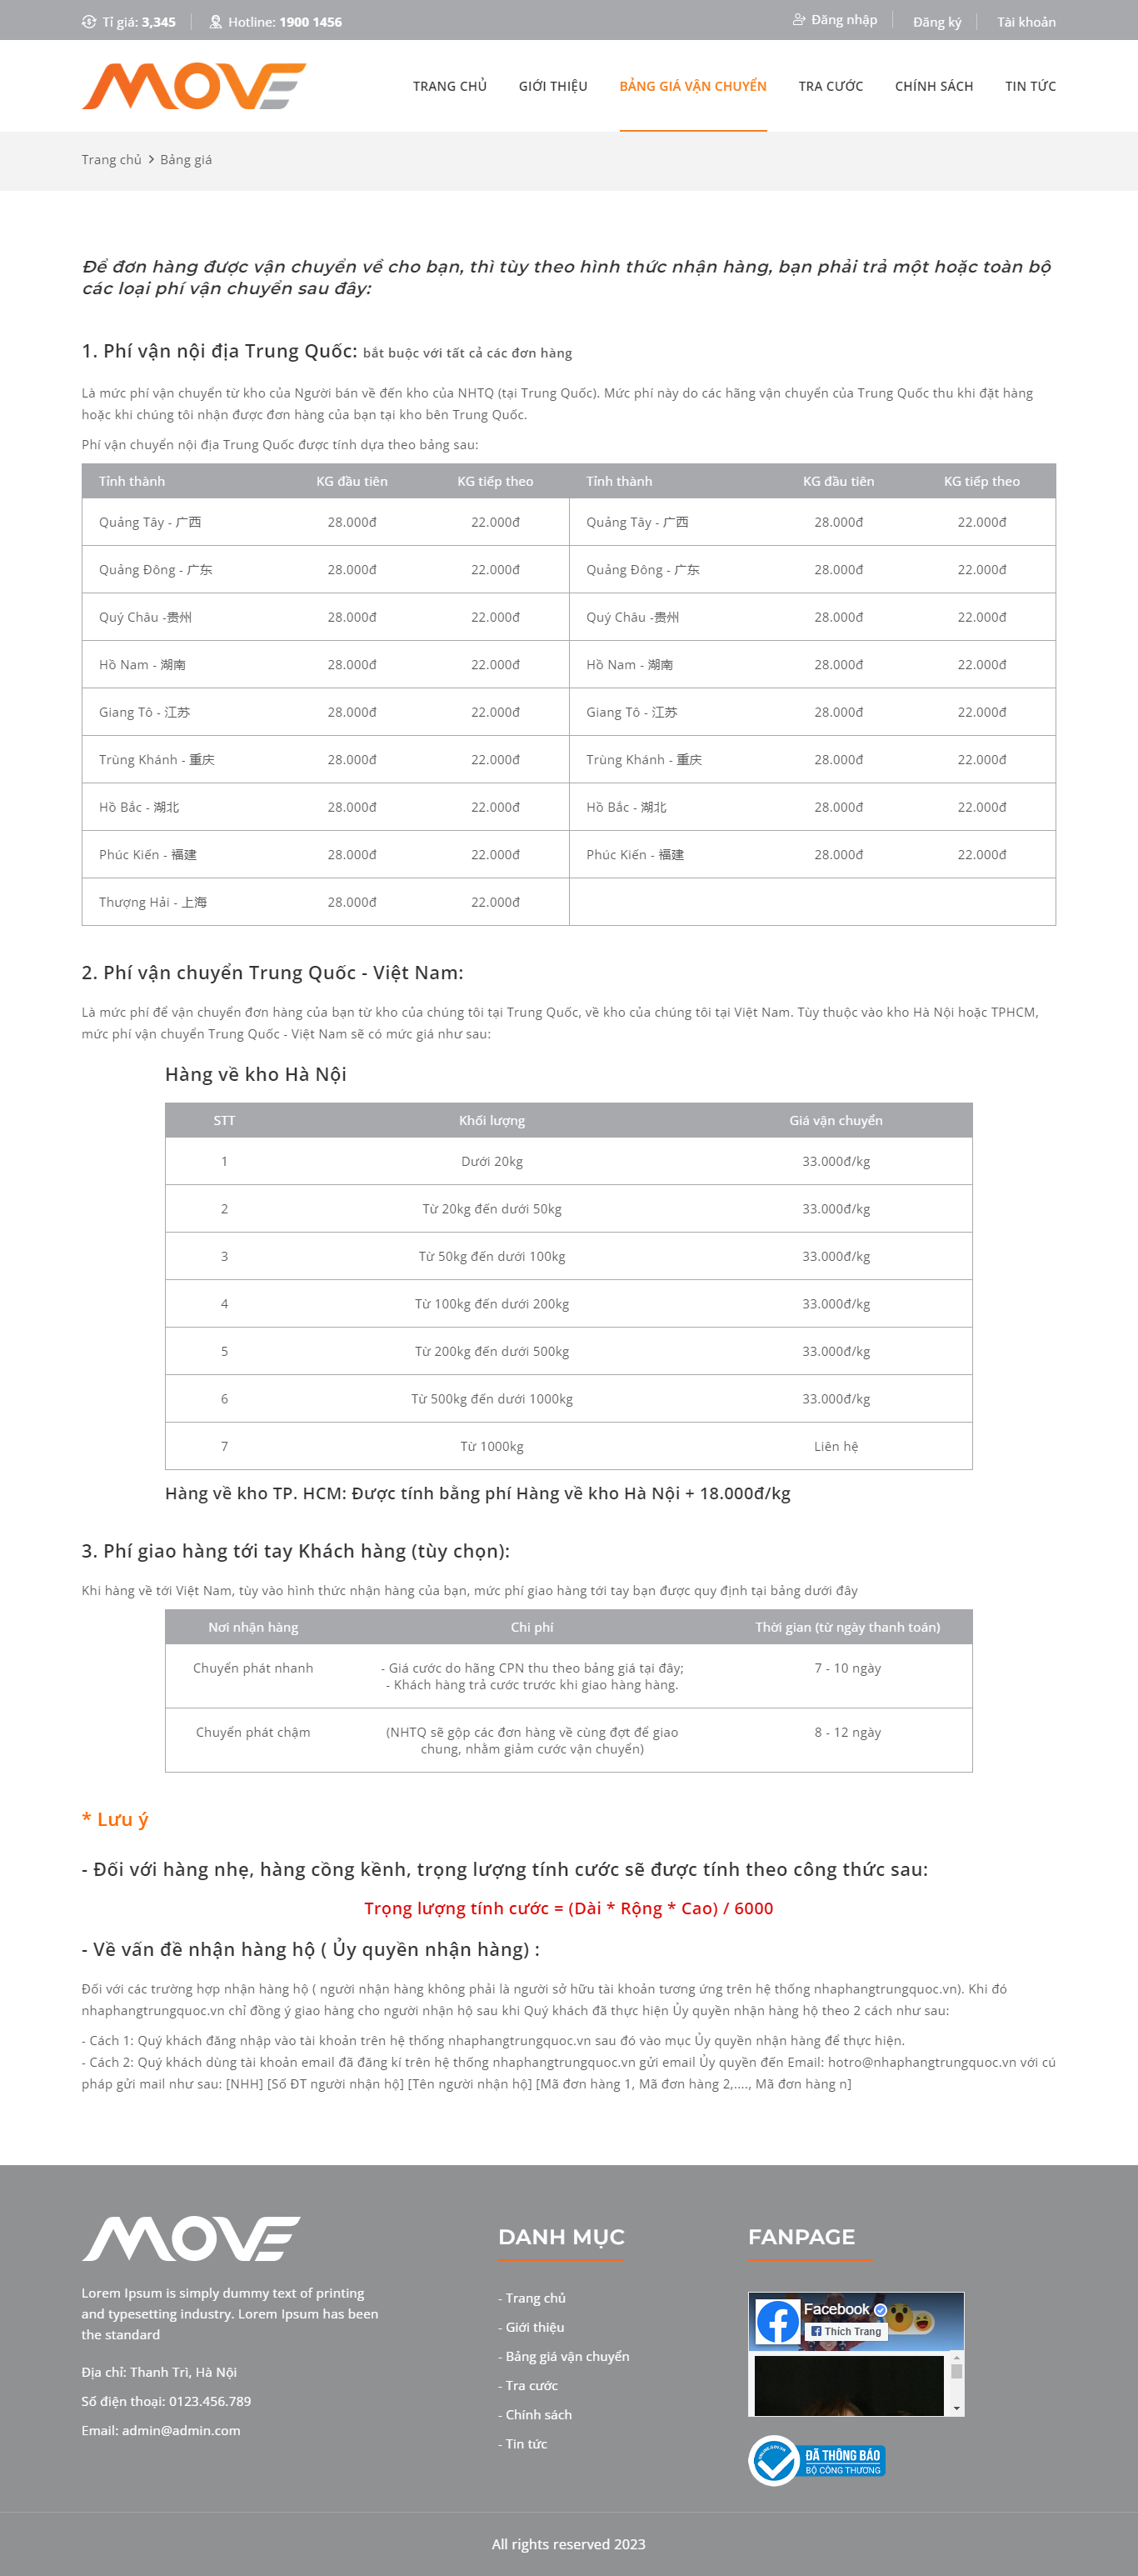 Tỉ giá: 3,345 Hotline: 1900 1456 Đăng nhập Đăng ký Tài khoản
MOVE TRANG CHỦ GIỚI THIỆU BẢNG GIÁ VẬN CHUYỂN TRA CƯỚC CHÍNH SÁCH TIN TỨC
Trang chủ > Bảng giá
Để đơn hàng được vận chuyển về cho bạn, thì tùy theo hình thức nhận hàng, bạn phải trả một hoặc toàn bộ
các loại phí vận chuyển sau đây:
1. Phí vận nội địa Trung Quốc: bắt buộc với tất cả các đơn hàng
Là mức phí vận chuyển từ kho của Người bán về đến kho của NHTQ (tại Trung Quốc). Mức phí này do các hãng vận chuyển của Trung Quốc thu khi đặt hàng
hoặc khi chúng tôi nhận được đơn hàng của bạn tại kho bên Trung Quốc.
Phí vận chuyển nội địa Trung Quốc được tính dựa theo bảng sau:
Tỉnh thành KG đầu tiên KG tiếp theo Tỉnh thành KG đầu tiên KG tiếp theo
Quảng Tây - 广西 28.000đ 22.000đ Quảng Tây - 广西 28.000đ 22.000đ
Quảng Đông - 广东 28.000đ 22.000đ Quảng Đông - 广东 28.000đ 22.000đ
Quý Châu -贵州 28.000đ 22.000đ Quý Châu -贵州 28.000đ 22.000đ
Hồ Nam - 湖南 28.000đ 22.000đ Hồ Nam - 湖南 28.000đ 22.000đ
Giang Tô - 江苏 28.000đ 22.000đ Giang Tô - 江苏 28.000đ 22.000đ
Trùng Khánh - 重庆 28.000đ 22.000đ Trùng Khánh - 重庆 28.000đ 22.000đ
Hồ Bắc - 湖北 28.000đ 22.000đ Hồ Bắc - 湖北 28.000đ 22.000đ
Phúc Kiến - 福建 28.000đ 22.000đ Phúc Kiến - 福建 28.000đ 22.000đ
Thượng Hải - 上海 28.000đ 22.000đ
2. Phí vận chuyển Trung Quốc - Việt Nam:
Là mức phí để vận chuyển đơn hàng của bạn từ kho của chúng tôi tại Trung Quốc, về kho của chúng tôi tại Việt Nam. Tùy thuộc vào kho Hà Nội hoặc TPHCM,
mức phí vận chuyển Trung Quốc - Việt Nam sẽ có mức giá như sau:
Hàng về kho Hà Nội
STT Khối lượng Giá vận chuyển
1 Dưới 20kg 33.000đ/kg
2 Từ 20kg đến dưới 50kg 33.000đ/kg
3 Từ 50kg đến dưới 100kg 33.000đ/kg
4 Từ 100kg đến dưới 200kg 33.000đ/kg
5 Từ 200kg đến dưới 500kg 33.000đ/kg
6 Từ 500kg đến dưới 1000kg 33.000đ/kg
7 Từ 1000kg Liên hệ
Hàng về kho TP. HCM: Được tính bằng phí Hàng về kho Hà Nội + 18.000đ/kg
3. Phí giao hàng tới tay Khách hàng (tùy chọn):
Khi hàng về tới Việt Nam, tùy vào hình thức nhận hàng của bạn, mức phí giao hàng tới tay bạn được quy định tại bảng dưới đây
Nơi nhận hàng Chi phí Thời gian (từ ngày thanh toán)
Chuyển phát nhanh - Giá cước do hãng CPN thu theo bảng giá tại đây; 7 - 10 ngày
- Khách hàng trả cước trước khi giao hàng hàng.
Chuyển phát chậm (NHTQ sẽ gộp các đơn hàng về cùng đợt để giao 8 - 12 ngày
chung, nhằm giảm cước vận chuyển)
* Lưu ý
- Đối với hàng nhẹ, hàng cồng kềnh, trọng lượng tính cước sẽ được tính theo công thức sau:
Trọng lượng tính cước = (Dài * Rộng * Cao) / 6000
- Về vấn đề nhận hàng hộ ( Ủy quyền nhận hàng) :
Đối với các trường hợp nhận hàng hộ ( người nhận hàng không phải là người sở hữu tài khoản tương ứng trên hệ thống nhaphangtrungquoc.vn). Khi đó
nhaphangtrungquoc.vn chỉ đồng ý giao hàng cho người nhận hộ sau khi Quý khách đã thực hiện Ủy quyền nhận hàng hộ theo 2 cách như sau:
- Cách 1: Quý khách đăng nhập vào tài khoản trên hệ thống nhaphangtrungquoc.vn sau đó vào mục Ủy quyền nhận hàng để thực hiện.
- Cách 2: Quý khách dùng tài khoản email đã đăng kí trên hệ thống nhaphangtrungquoc.vn gửi email Ủy quyền đến Email: hotro@nhaphangtrungquoc.vn với cú
pháp gửi mail như sau: [NHH] [Số ĐT người nhận hộ] [Tên người nhận hộ] [Mã đơn hàng 1, Mã đơn hàng 2,...., Mã đơn hàng n]
MOVE
Lorem Ipsum is simply dummy text of printing
and typesetting industry. Lorem Ipsum has been
the standard
Địa chỉ: Thanh Trì, Hà Nội
Số điện thoại: 0123.456.789
Email: admin@admin.com
DANH MỤC
- Trang chủ
- Giới thiệu
- Bảng giá vận chuyển
- Tra cước
- Chính sách
- Tin tức
FANPAGE
Facebook
Thích Trang
ONLINE.GOV.VN
ĐÃ THÔNG BÁO
BỘ CÔNG THƯƠNG
All rights reserved 2023